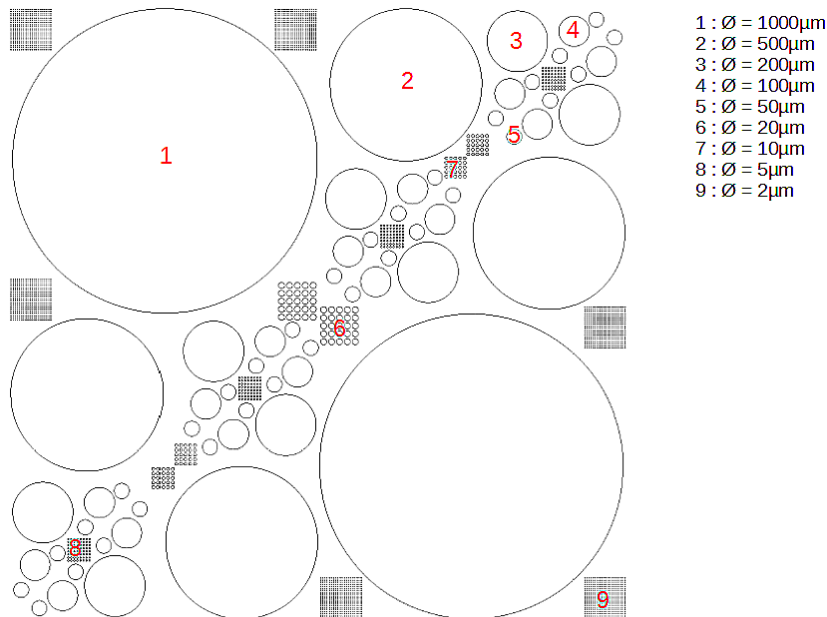 1
2
3
4
5
6
7
8
9
1 : Ø = 1000µm
2 : Ø = 500µm
3 : Ø = 200µm
4 : Ø = 100µm
5 : Ø = 50µm
6 : Ø = 20µm
7 : Ø = 10µm
8 : Ø = 5µm
9 : Ø = 2µm